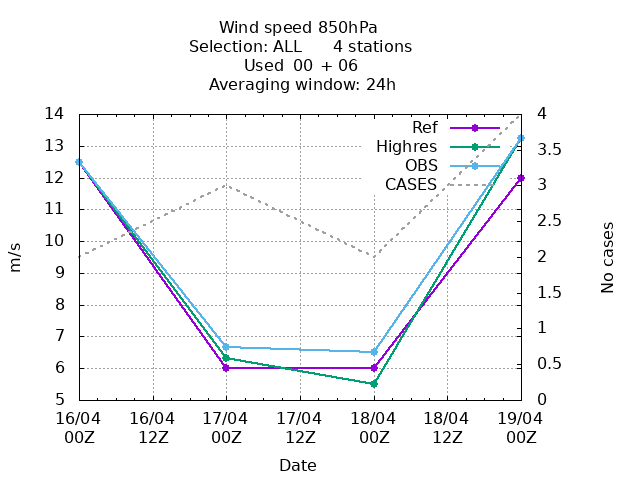 Wind speed 850hPa
Selection: ALL 4 stations
Used 00 + 06
Averaging window: 24h
14
13
12
11
10
9
8
7
6
5
m/s
4
3.5
3
2.5
2
1.5
1
0.5
0
No cases
Ref
Highres
OBS
CASES
16/04 16/04 17/04 17/04 18/04 18/04 19/04
00Z 12Z 00Z 12Z 00Z 12Z 00Z
Date